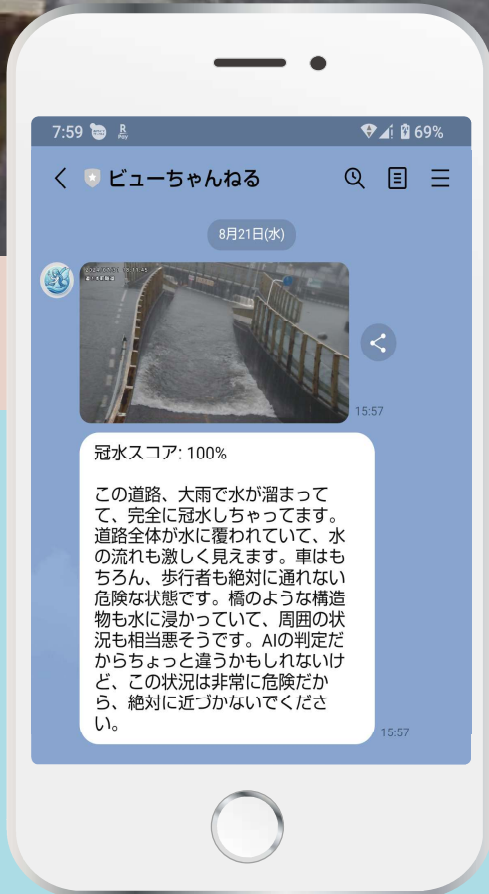 7:59
69%
ビューちゃんねる
8月21日(水)
15:57
冠水スコア: 100%
この道路、大雨で水が溜まって
て、完全に冠水しちゃってます。
道路全体が水に覆われていて、水
の流れも激しく見えます。車はも
ちろん、歩行者も絶対に通れない
危険な状態です。橋のような構造
物も水に浸かっていて、周囲の状
況も相当悪そうです。AIの判定だ
からちょっと違うかもしれないけ
ど、この状況は非常に危険だか
ら、絶対に近づかないでくださ
い。
15:57